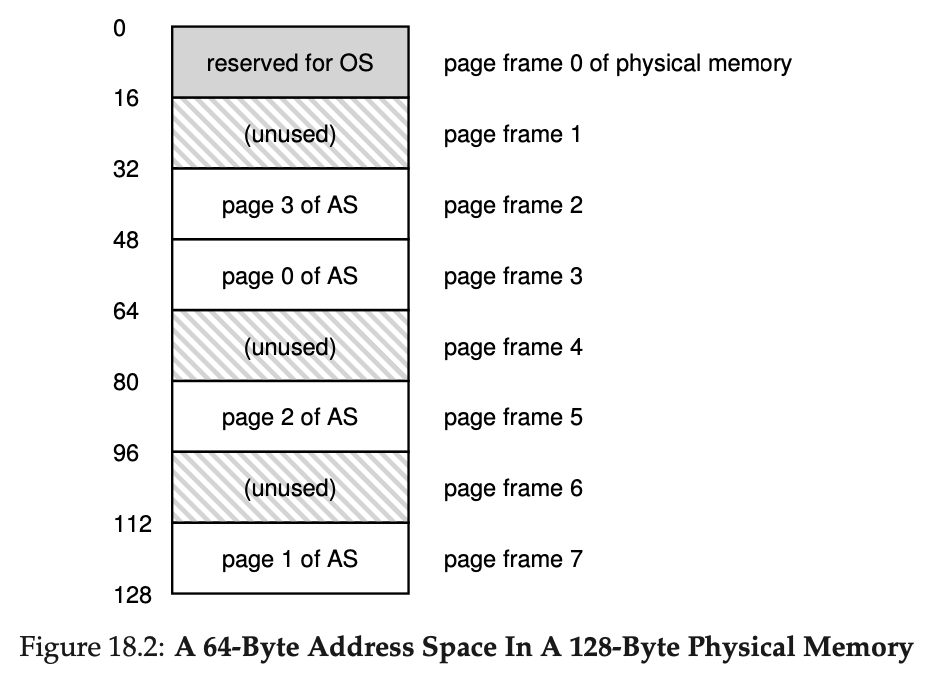 0
reserved for OS page frame 0 of physical memory
16
(unused) page frame 1
32
page 3 of AS page frame 2
48
page 0 of AS page frame 3
64
(unused) page frame 4
80
page 2 of AS page frame 5
96
(unused) page frame 6
112
page 1 of AS page frame 7
128
Figure 18.2: A 64-Byte Address Space In A 128-Byte Physical Memory